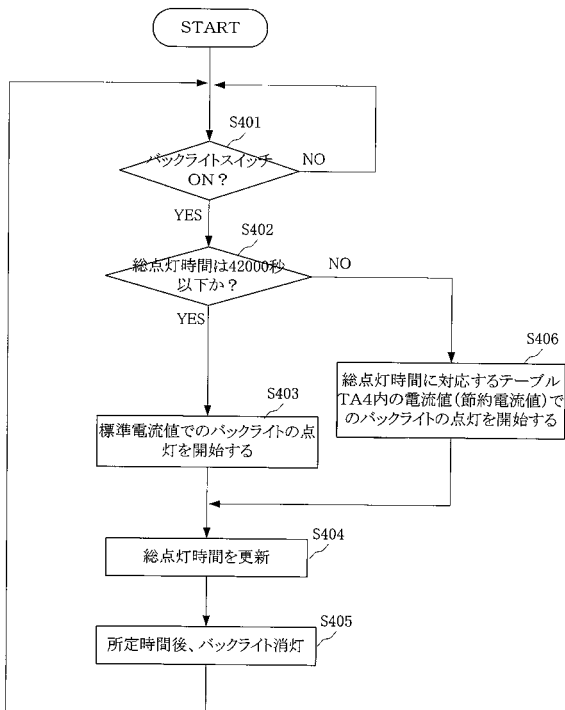 START
S401
バックライトスイッチ
ON？
NO
YES
S402
総点灯時間は42000秒
以下か？
NO
YES
S406
総点灯時間に対応するテーブル
TA4内の電流値(節約電流値)で
のバックライトの点灯を開始する
S403
標準電流値でのバックライトの点
灯を開始する
S404
総点灯時間を更新
S405
所定時間後、バックライト消灯